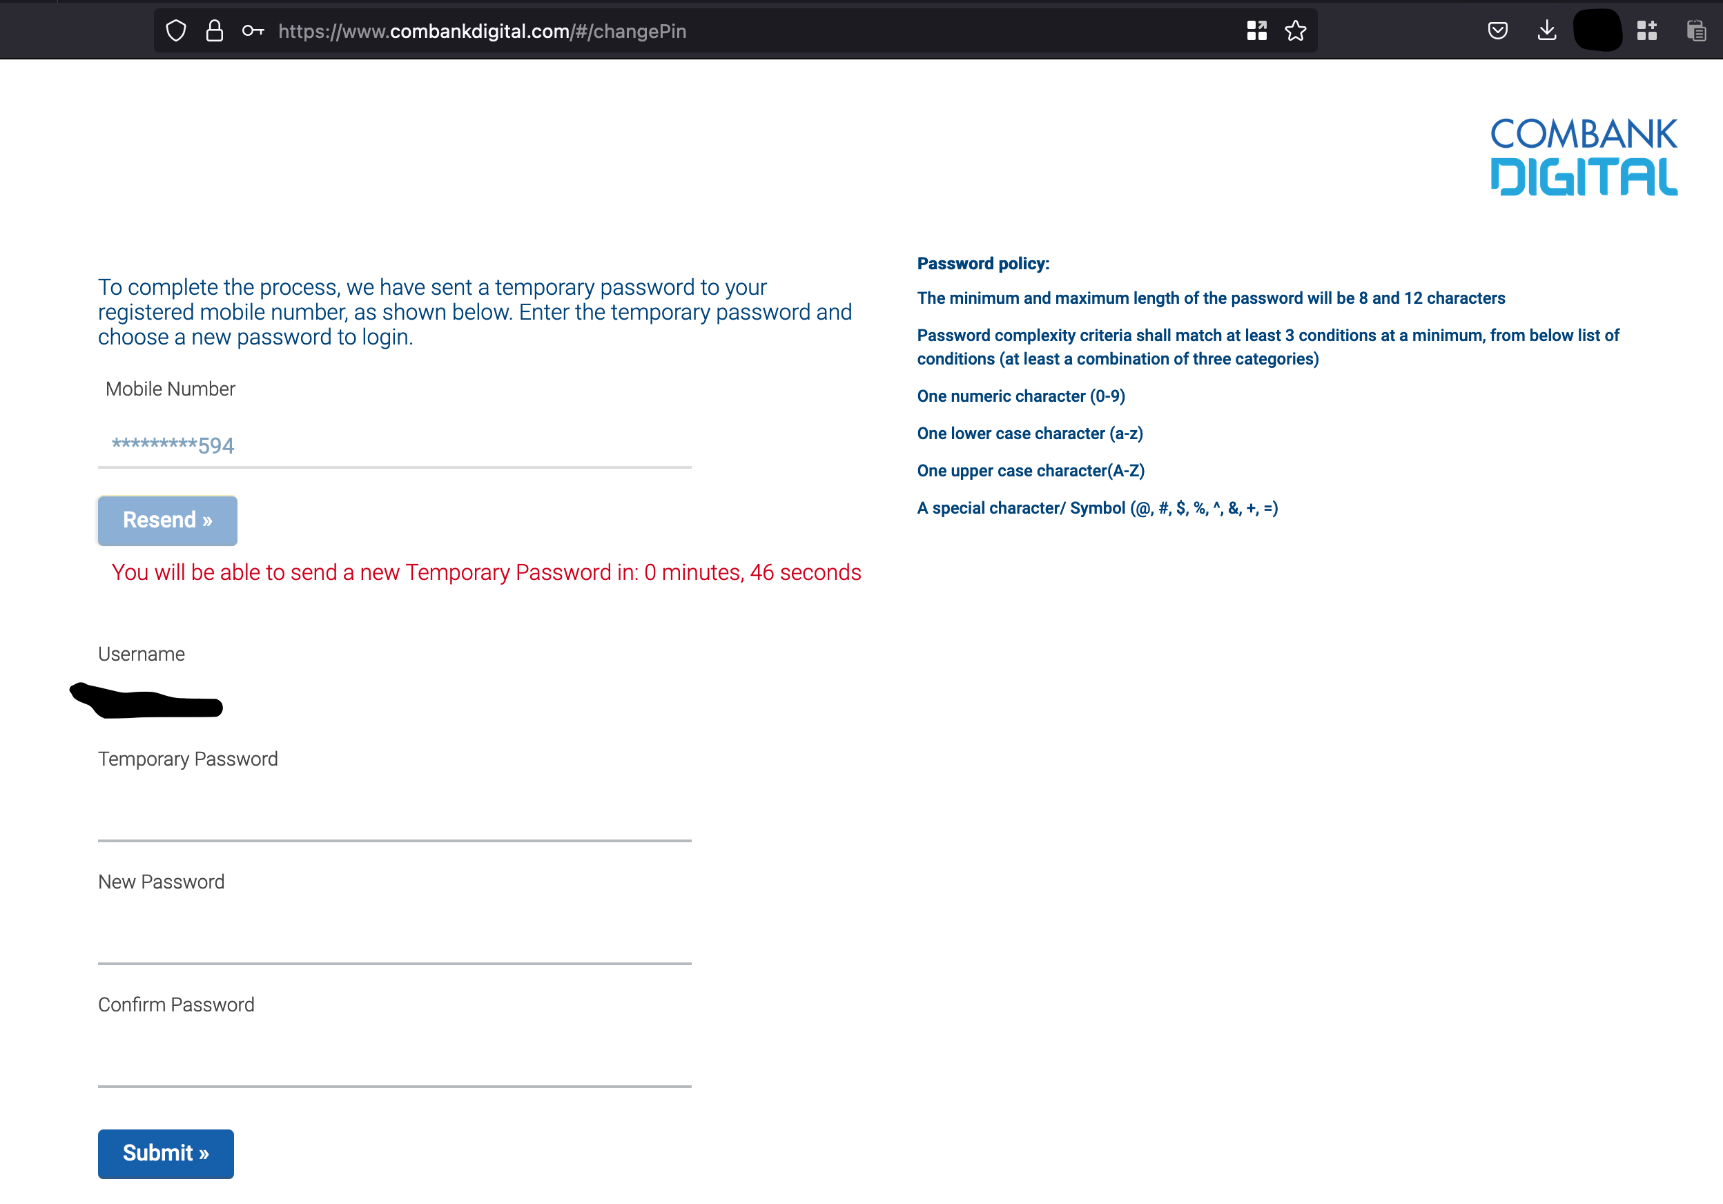 https://www.combankdigital.com/#/changePin
COMBANK
DIGITAL
To complete the process, we have sent a temporary password to your
registered mobile number, as shown below. Enter the temporary password and
choose a new password to login.
Mobile Number
*********594
Resend »
You will be able to send a new Temporary Password in: 0 minutes, 46 seconds
Username
Temporary Password
New Password
Confirm Password
Submit »
Password policy:
The minimum and maximum length of the password will be 8 and 12 characters
Password complexity criteria shall match at least 3 conditions at a minimum, from below list of
conditions (at least a combination of three categories)
One numeric character (0-9)
One lower case character (a-z)
One upper case character(A-Z)
A special character/ Symbol (@, #, $, %, ^, &, +, =)